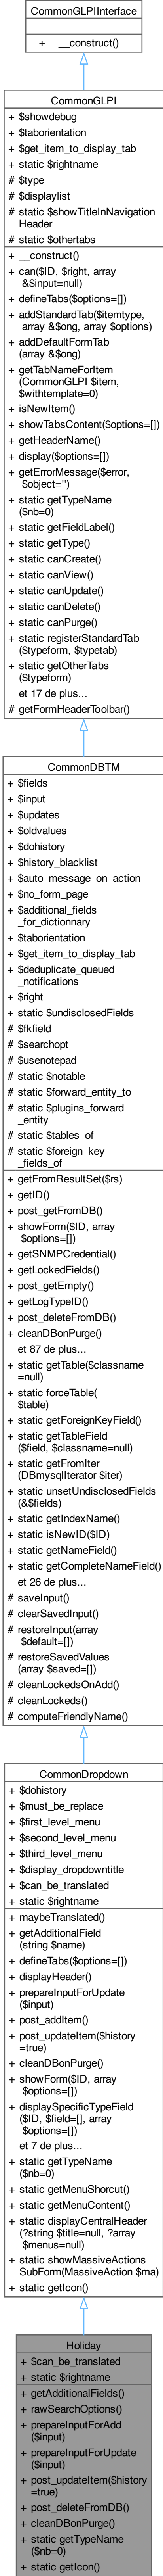 CommonGLPIInterface
+ __construct()
CommonGLPI
+ $showdebug
+ $taborientation
+ $get_item_to_display_tab
+ static $rightname
# $type
# $displaylist
# static $showTitleInNavigation
Header
# static $othertabs
+ __construct()
+ can($ID, $right, array
&$input=null)
+ defineTabs($options=[])
+ addStandardTab($itemtype,
array &$ong, array $options)
+ addDefaultFormTab
(array &$ong)
+ getTabNameForItem
(CommonGLPI $item,
$withtemplate=0)
+ isNewItem()
+ showTabsContent($options=[])
+ getHeaderName()
+ display($options=[])
+ getErrorMessage($error,
$object='')
+ static getTypeName
($nb=0)
+ static getFieldLabel()
+ static getType()
+ static canCreate()
+ static canView()
+ static canUpdate()
+ static canDelete()
+ static canPurge()
+ static registerStandardTab
($typeform, $typetab)
+ static getOtherTabs
($typeform)
et 17 de plus...
# getFormHeaderToolbar()
CommonDBTM
+ $fields
+ $input
+ $updates
+ $oldvalues
+ $dohistory
+ $history_blacklist
+ $auto_message_on_action
+ $no_form_page
+ $additional_fields
_for_dictionnary
+ $taborientation
+ $get_item_to_display_tab
+ $deduplicate_queued
_notifications
+ $right
+ static $undisclosedFields
# $fkfield
# $searchopt
# $usenotepad
# static $notable
# static $forward_entity_to
# static $plugins_forward
_entity
# static $tables_of
# static $foreign_key
_fields_of
+ getFromResultSet($rs)
+ getID()
+ post_getFromDB()
+ showForm($ID, array
$options=[])
+ getSNMPCredential()
+ getLockedFields()
+ post_getEmpty()
+ getLogTypeID()
+ post_deleteFromDB()
+ cleanDBonPurge()
et 87 de plus...
+ static getTable($classname
=null)
+ static forceTable(
$table)
+ static getForeignKeyField()
+ static getTableField
($field, $classname=null)
+ static getFromIter
(DBmysqlIterator $iter)
+ static unsetUndisclosedFields
(&$fields)
+ static getIndexName()
+ static isNewID($ID)
+ static getNameField()
+ static getCompleteNameField()
et 26 de plus...
# saveInput()
# clearSavedInput()
# restoreInput(array
$default=[])
# restoreSavedValues
(array $saved=[])
# cleanLockedsOnAdd()
# cleanLockeds()
# computeFriendlyName()
CommonDropdown
+ $dohistory
+ $must_be_replace
+ $first_level_menu
+ $second_level_menu
+ $third_level_menu
+ $display_dropdowntitle
+ $can_be_translated
+ static $rightname
+ maybeTranslated()
+ getAdditionalField
(string $name)
+ defineTabs($options=[])
+ displayHeader()
+ prepareInputForUpdate
($input)
+ post_addItem()
+ post_updateItem($history
=true)
+ cleanDBonPurge()
+ showForm($ID, array
$options=[])
+ displaySpecificTypeField
($ID, $field=[], array
$options=[])
et 7 de plus...
+ static getTypeName
($nb=0)
+ static getMenuShorcut()
+ static getMenuContent()
+ static displayCentralHeader
(?string $title=null, ?array
$menus=null)
+ static showMassiveActions
SubForm(MassiveAction $ma)
+ static getIcon()
Holiday
+ $can_be_translated
+ static $rightname
+ getAdditionalFields()
+ rawSearchOptions()
+ prepareInputForAdd
($input)
+ prepareInputForUpdate
($input)
+ post_updateItem($history
=true)
+ post_deleteFromDB()
+ cleanDBonPurge()
+ static getTypeName
($nb=0)
+ static getIcon()